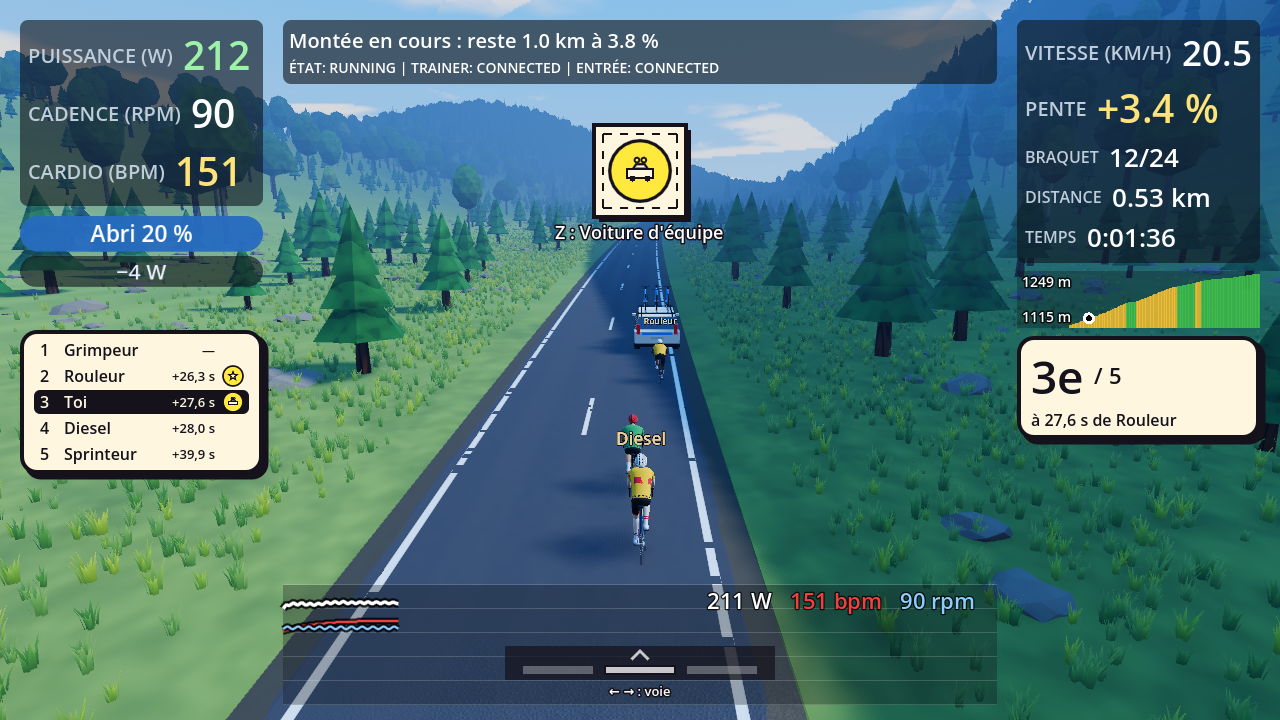 PUISSANCE (W) 212
CADENCE (RPM) 90
CARDIO (BPM) 151
Abri 20 %
−4 W
Montée en cours : reste 1.0 km à 3.8 %
ÉTAT: RUNNING | TRAINER: CONNECTED | ENTRÉE: CONNECTED
Z : Voiture d'équipe
VITESSE (KM/H) 20.5
PENTE +3.4 %
BRAQUET 12/24
DISTANCE 0.53 km
TEMPS 0:01:36
1249 m
1115 m
3e / 5
à 27,6 s de Rouleur
1 Grimpeur —
2 Rouleur +26,3 s
3 Toi +27,6 s
4 Diesel +28,0 s
5 Sprinteur +39,9 s
Rouleur
Diesel
211 W 151 bpm 90 rpm
← → : voie